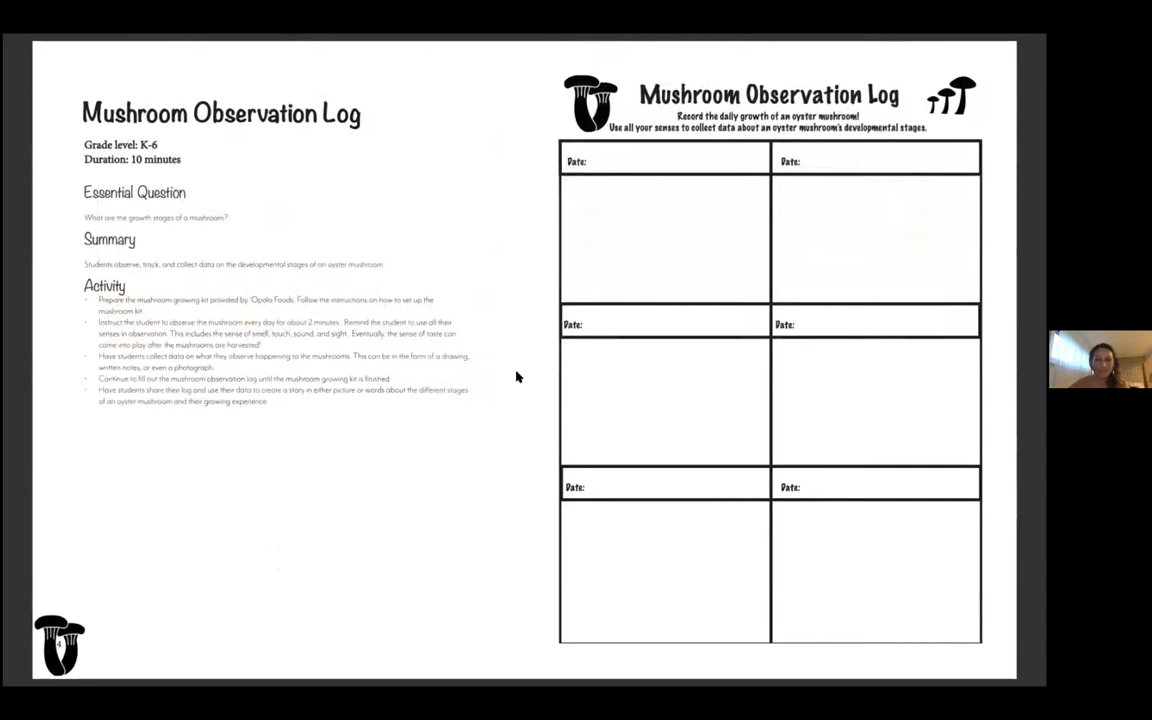 Mushroom Observation Log
Grade level: K-6
Duration: 10 minutes
Essential Question
What are the growth stages of a mushroom?
Summary
Students observe, track, and collect data on the developmental stages of an oyster mushroom
Activity
- Prepare the mushroom growing kit provided by 'Opala Foods. Follow the instructions on how to set up the
mushroom kit
- Instruct the student to observe the mushroom every day for about 2 minutes. Remind the student to use all their
senses in observation. This includes the sense of smell, touch, sound, and sight. Eventually, the sense of taste can
come into play after the mushrooms are harvested!
- Have students collect data on what they observe happening to the mushrooms. This can be in the form of a drawing,
written notes, or even a photograph.
- Continue to fill out the mushroom observation log until the mushroom growing kit is finished.
- Have students share their log and use their data to create a story in either picture or words about the different stages
of an oyster mushroom and their growing experience.
4
Mushroom Observation Log
Record the daily growth of an oyster mushroom!
Use all your senses to collect data about an oyster mushroom's developmental stages.
Date:
Date:
Date:
Date:
Date:
Date: